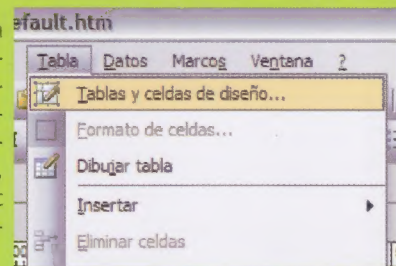 efault.htm
Tabla Datos Marcos Ventana ?
Tablas y celdas de diseño...
Formato de celdas...
Dibujar tabla
Insertar
Eliminar celdas